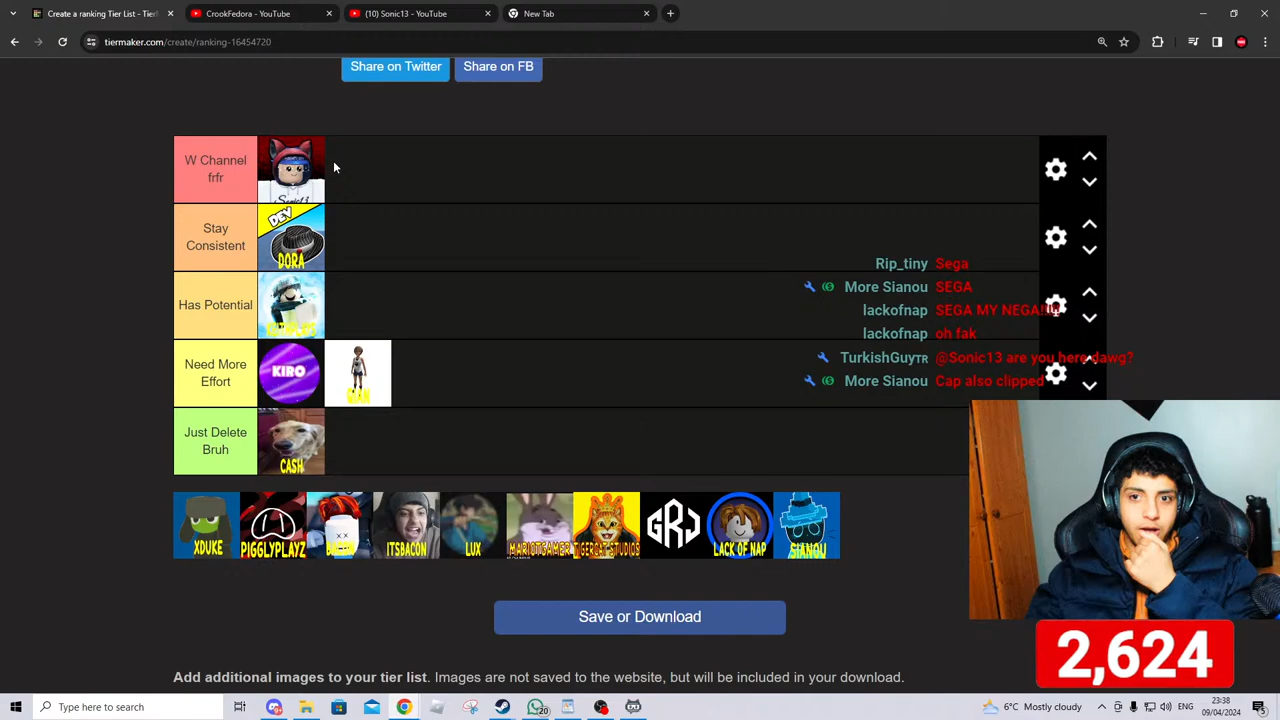 Create a ranking Tier List - Tier
CrookFedora - YouTube
(10) Sonic13 - YouTube
New Tab
tiermaker.com/create/ranking-16454720
Share on Twitter
Share on FB
W Channel
frfr
Sonic13
Stay
Consistent
DEV
DORA
Rip_tiny Sega
More Sianou SEGA
Has Potential
lackofnap SEGA MY NEGA!!!!
lackofnap oh fak
Need More
Effort
KIRO
TurkishGuyTR @Sonic13 are you here dawg?
More Sianou Cap also clipped
Just Delete
Bruh
CASH
XDUKE
PIGGLYPLAYZ
ITSBACON
LUX
MARIOTGAMER
TIGERCAT STUDIOS
GRJ
LACK OF NAP
SIANOU
Save or Download
2,624
Add additional images to your tier list. Images are not saved to the website, but will be included in your download.
Type here to search
20
6°C Mostly cloudy
ENG
23:38
09/04/2024